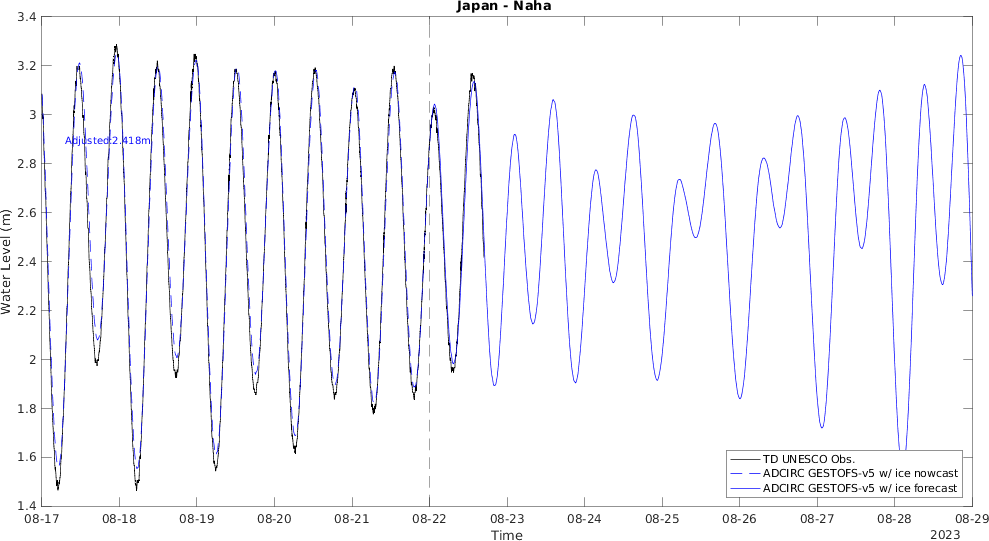 Japan - Naha
3.4
3.2
3
2.8
2.6
2.4
2.2
2
1.8
1.6
1.4
Water Level (m)
Adjusted:2.418m
TD UNESCO Obs.
ADCIRC GESTOFS-v5 w/ ice nowcast
ADCIRC GESTOFS-v5 w/ ice forecast
08-17 08-18 08-19 08-20 08-21 08-22 08-23 08-24 08-25 08-26 08-27 08-28 08-29
Time
2023